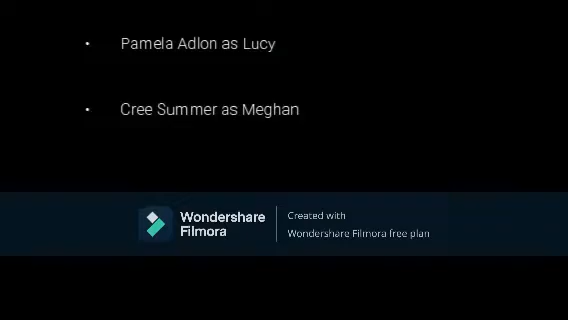 • Pamela Adlon as Lucy
• Cree Summer as Meghan
Wondershare
Filmora
Created with
Wondershare Filmora free plan